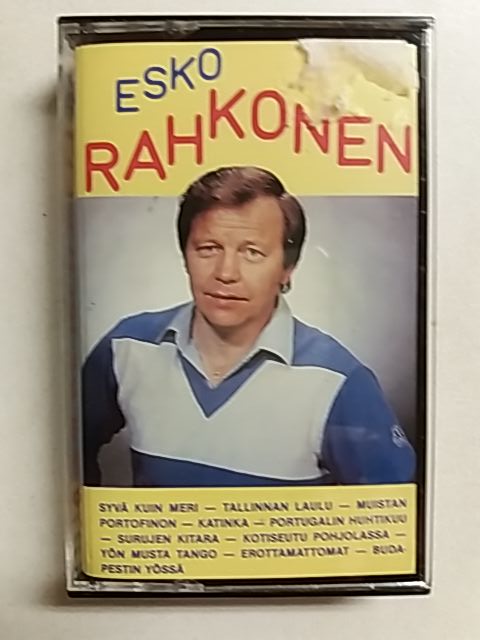 ESKO
RAHKONEN
SYVÄ KUIN MERI — TALLINNAN LAULU — MUISTAN
PORTOFINON — KATINKA — PORTUGALIN HUHTIKUU
— SURUJEN KITARA — KOTISEUTU POHJOLASSA —
YÖN MUSTA TANGO — EROTTAMATTOMAT — BUDA-
PESTIN YÖSSÄ